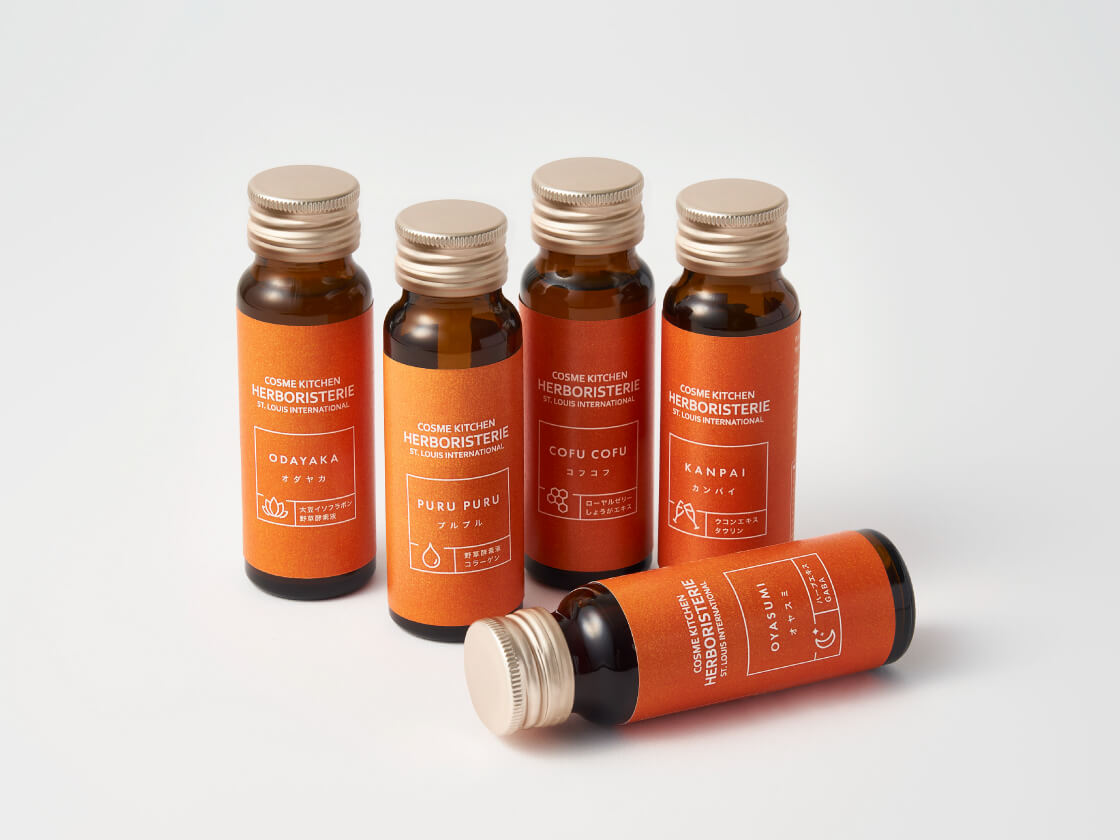 COSME KITCHEN
HERBORISTERIE
ST. LOUIS INTERNATIONAL
ODAYAKA
オダヤカ
大豆イソフラボン
野草酵素液
COSME KITCHEN
HERBORISTERIE
ST. LOUIS INTERNATIONAL
PURU PURU
プルプル
野草酵素液
コラーゲン
COSME KITCHEN
HERBORISTERIE
ST. LOUIS INTERNATIONAL
COFU COFU
コフコフ
ローヤルゼリー
しょうがエキス
COSME KITCHEN
HERBORISTERIE
ST. LOUIS INTERNATIONAL
KANPAI
カンパイ
ウコンエキス
タウリン
COSME KITCHEN
HERBORISTERIE
ST. LOUIS INTERNATIONAL
OYASUMI
オヤスミ
ハーブエキス
GABA